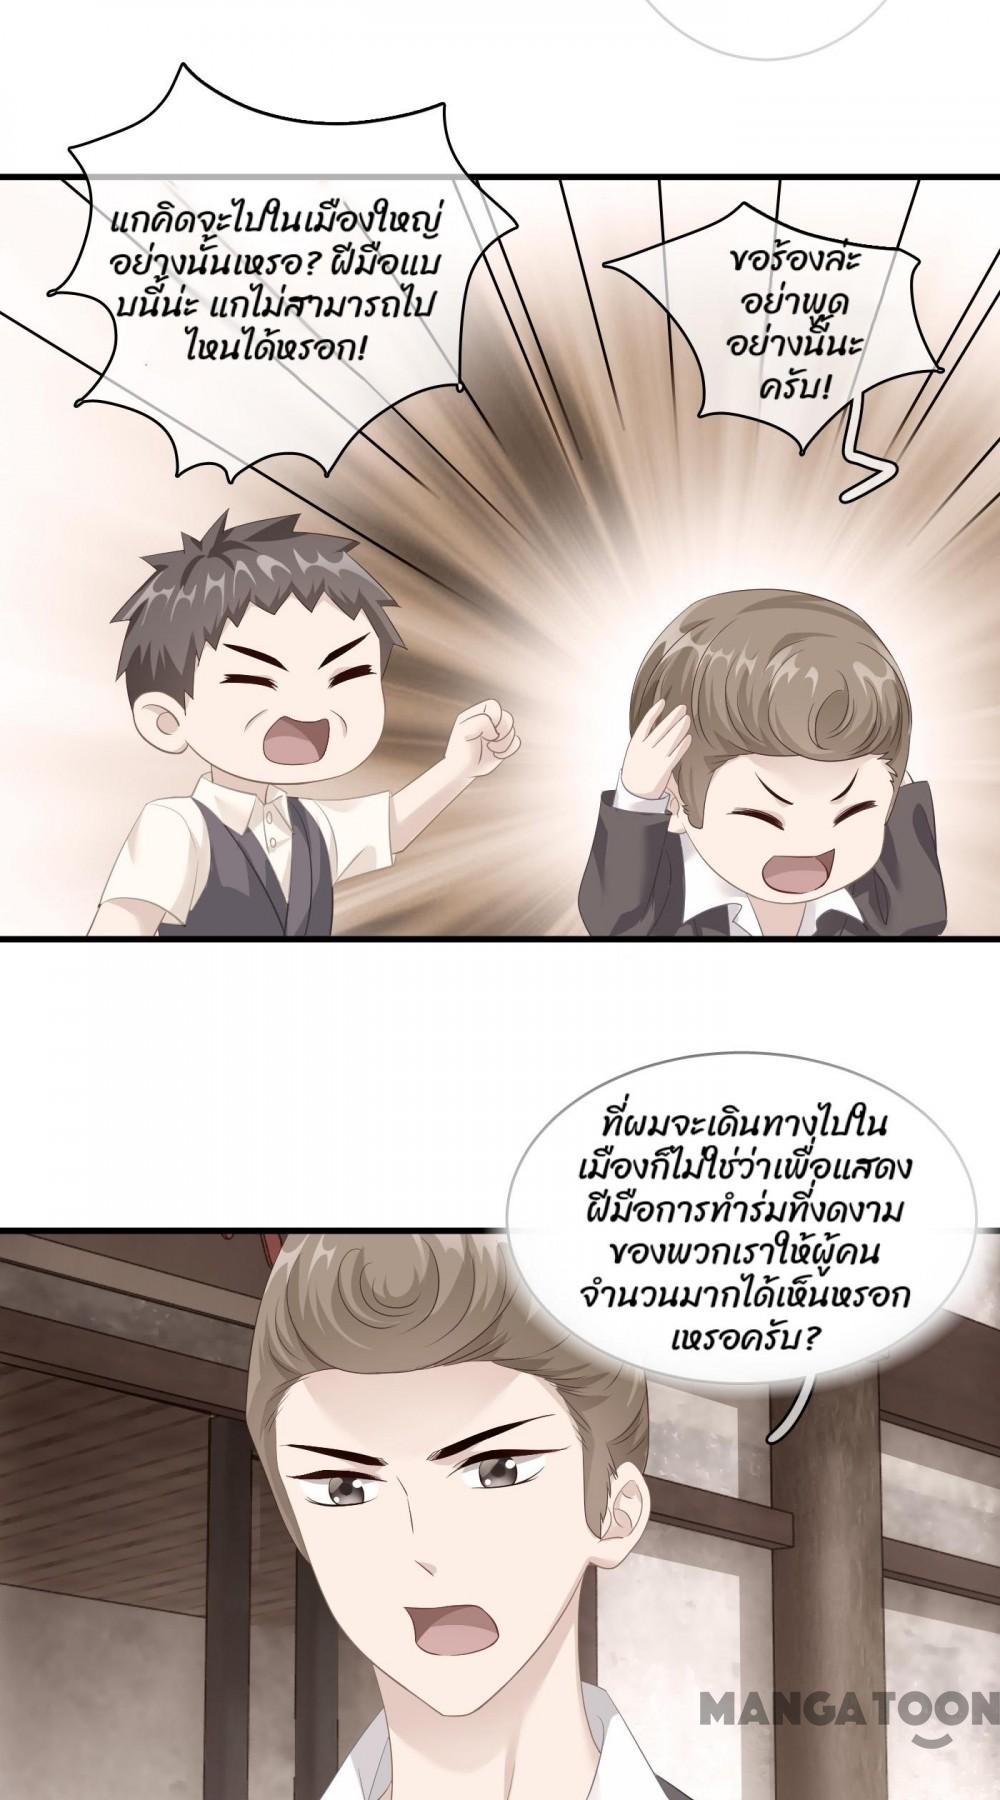 แกคิดจะไปในเมืองใหญ่
อย่างนั้นเหรอ? ฝีมือแบ
บนี้น่ะ แกไม่สามารถไป
ไหนได้หรอก!
ขอร้องล่ะ
อย่าพูด
อย่างนี้นะ
ครับ!
ที่ผมจะเดินทางไปใน
เมืองก็ไม่ใช่ว่าเพื่อแสดง
ฝีมือการทำร่มที่งดงาม
ของพวกเราให้ผู้คน
จำนวนมากได้เห็นหรอก
เหรอครับ?
MANGATOON